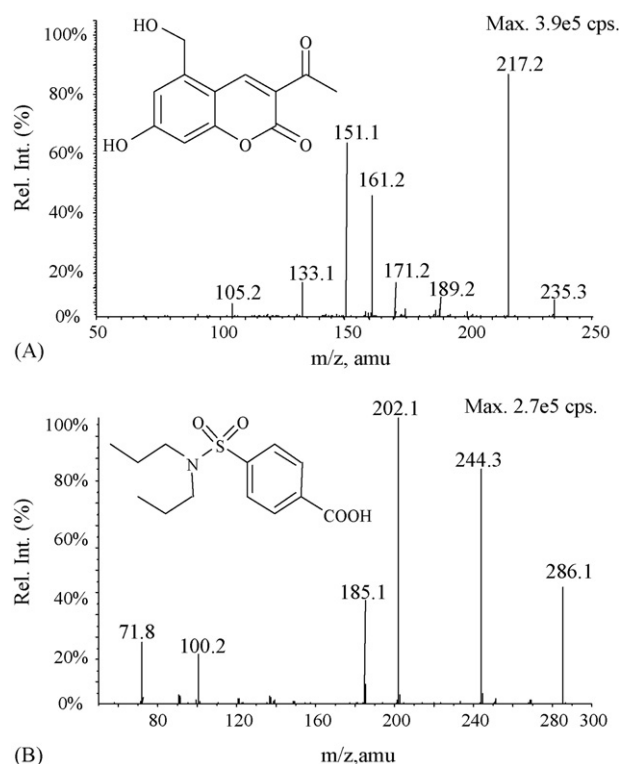 100%
80%
60%
40%
20%
0%
Rel. Int. (%)
Max. 3.9e5 cps.
HO
O
HO
O
O
217.2
151.1
161.2
133.1
171.2
105.2
189.2
235.3
50
100
150
200
250
(A)
m/z, amu
100%
80%
60%
40%
20%
0%
Rel. Int. (%)
Max. 2.7e5 cps.
O
O
S
N
COOH
202.1
244.3
286.1
185.1
71.8
100.2
80
120
160
200
260
300
(B)
m/z,amu